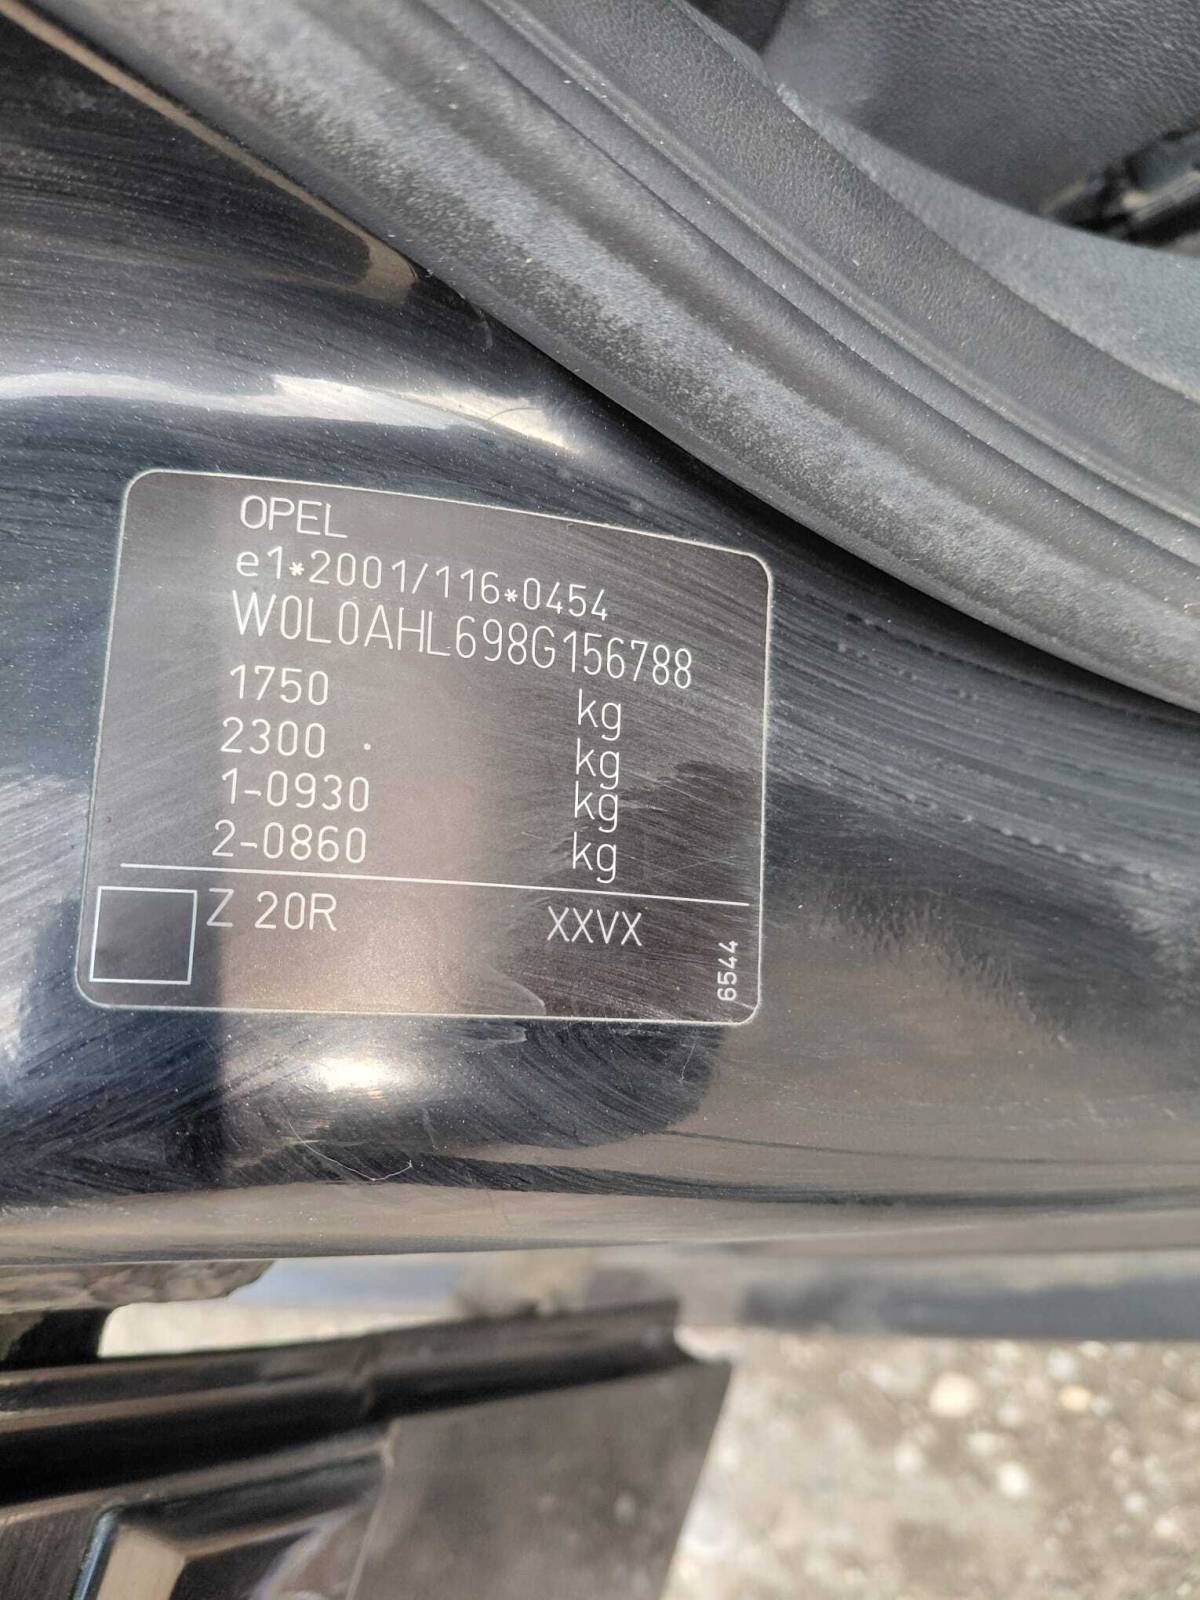 OPEL
e1*2001/116*0454
W0L0AHL698G156788
1750 kg
2300 kg
1-0930 kg
2-0860 kg
Z 20R XXVX
6544